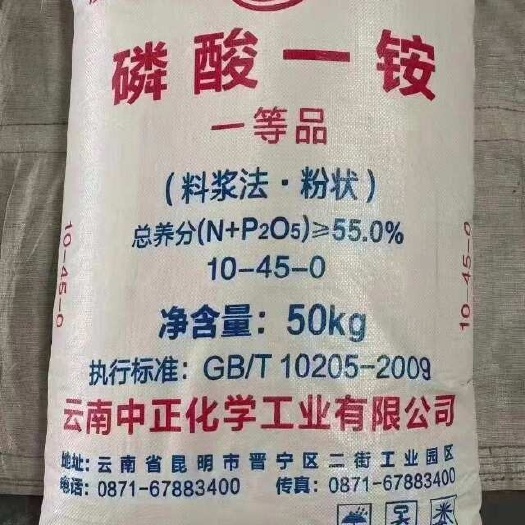 磷酸一铵
一等品
(料浆法·粉状)
总养分(N+P2O5)≥55.0%
10-45-0
10-45-0
10-45-0
净含量：50kg
执行标准：GB/T 10205-2009
云南中正化学工业有限公司
地址：云南省昆明市晋宁区二街工业园区
电话：0871-67883400 传真：0871-67883400